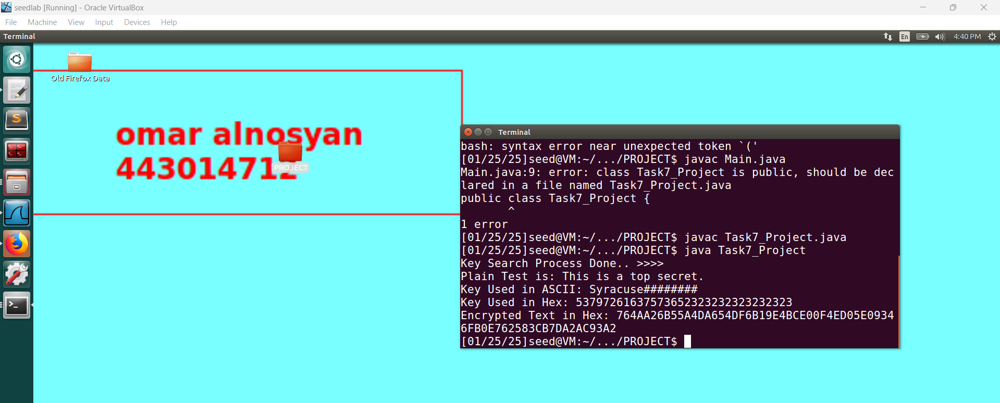 seedlab [Running] - Oracle VirtualBox
File Machine View Input Devices Help
Terminal En 4:40 PM
Old Firefox Data
omar alnosyan
443014712
PROJECT
Terminal
bash: syntax error near unexpected token `('
[01/25/25]seed@VM:~/.../PROJECT$ javac Main.java
Main.java:9: error: class Task7_Project is public, should be dec
lared in a file named Task7_Project.java
public class Task7_Project {
^
1 error
[01/25/25]seed@VM:~/.../PROJECT$ javac Task7_Project.java
[01/25/25]seed@VM:~/.../PROJECT$ java Task7_Project
Key Search Process Done.. >>>>
Plain Test is: This is a top secret.
Key Used in ASCII: Syracuse########
Key Used in Hex: 53797261637573652323232323232323
Encrypted Text in Hex: 764AA26B55A4DA654DF6B19E4BCE00F4ED05E0934
6FB0E762583CB7DA2AC93A2
[01/25/25]seed@VM:~/.../PROJECT$